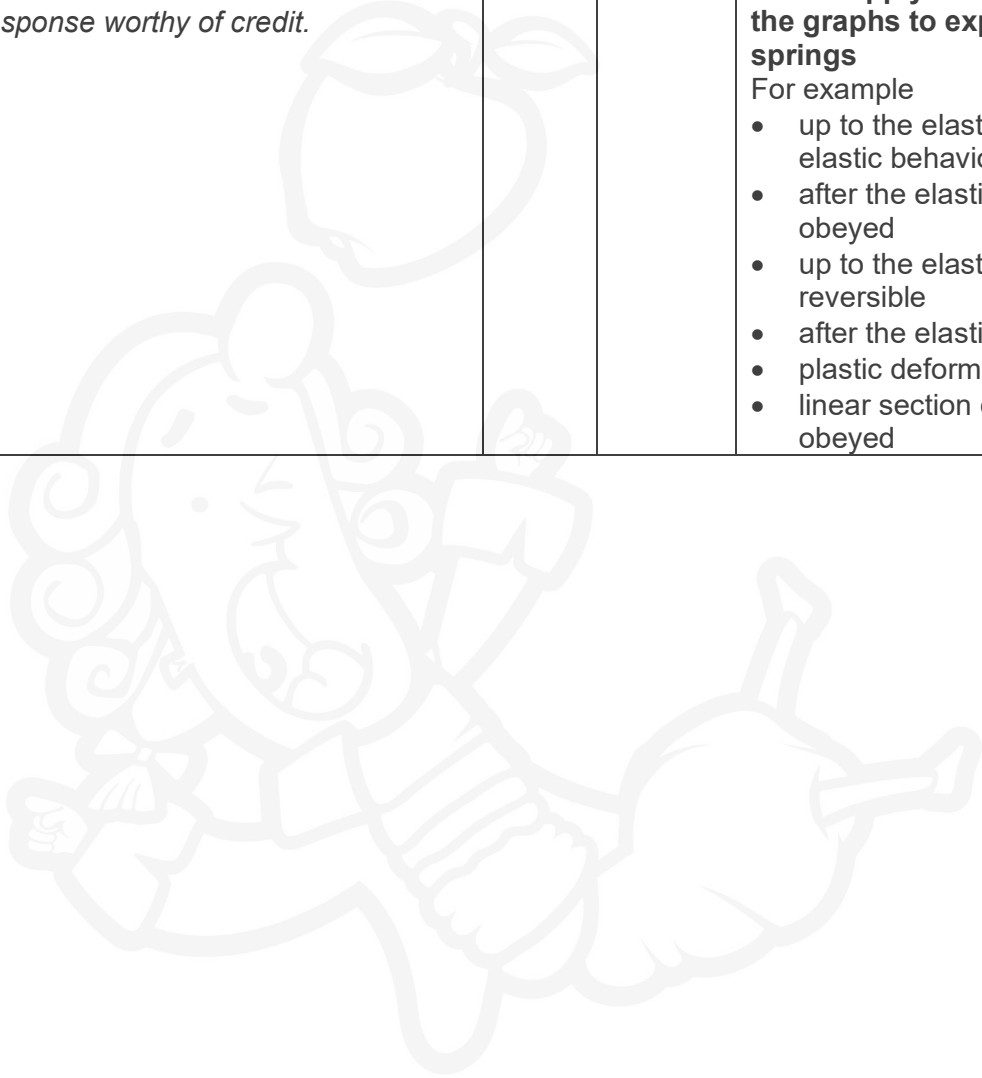 sponse worthy of credit.
the graphs to exp
springs
For example
• up to the elast
elastic behavi
• after the elasti
obeyed
• up to the elast
reversible
• after the elasti
• plastic deform
• linear section
obeyed